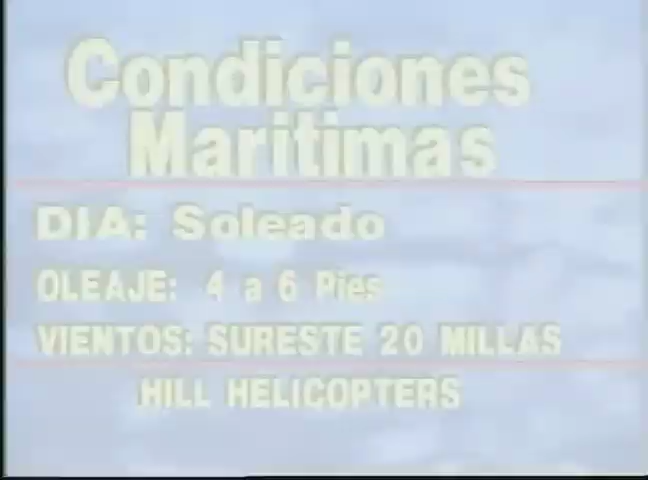 Condiciones
Maritimas
DIA: Soleado
OLEAJE: 4 a 6 Pies
VIENTOS: SURESTE 20 MILLAS
HILL HELICOPTERS